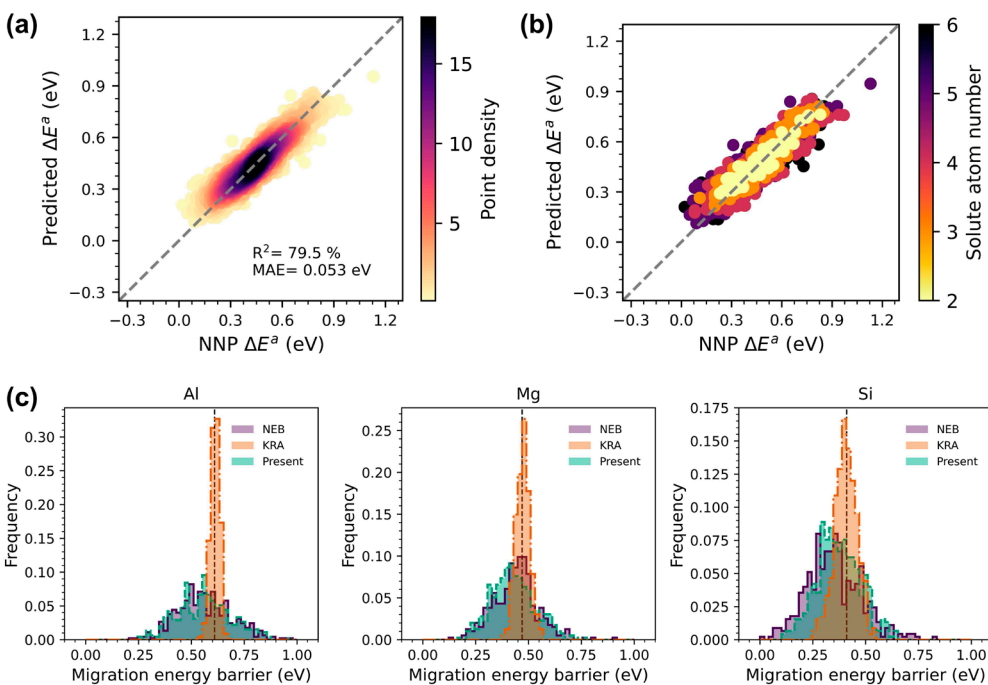 (a)
1.2
0.9
0.6
0.3
0.0
−0.3
Predicted ΔEᵃ (eV)
R²= 79.5 %
MAE= 0.053 eV
−0.3 0.0 0.3 0.6 0.9 1.2
NNP ΔEᵃ (eV)
15
10
5
Point density
(b)
1.2
0.9
0.6
0.3
0.0
−0.3
Predicted ΔEᵃ (eV)
−0.3 0.0 0.3 0.6 0.9 1.2
NNP ΔEᵃ (eV)
6
5
4
3
2
Solute atom number
(c)
Al
0.30
0.25
0.20
0.15
0.10
0.05
0.00
Frequency
NEB
KRA
Present
0.00 0.25 0.50 0.75 1.00
Migration energy barrier (eV)
Mg
0.25
0.20
0.15
0.10
0.05
0.00
Frequency
NEB
KRA
Present
0.00 0.25 0.50 0.75 1.00
Migration energy barrier (eV)
Si
0.175
0.150
0.125
0.100
0.075
0.050
0.025
0.000
Frequency
NEB
KRA
Present
0.00 0.25 0.50 0.75 1.00
Migration energy barrier (eV)